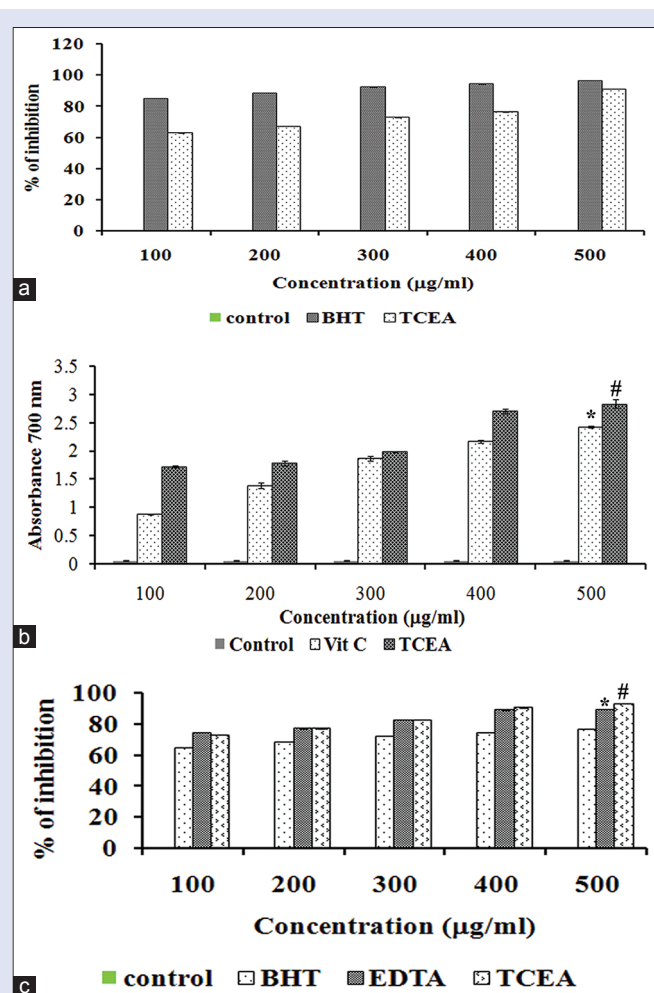 120
100
80
60
40
20
0
% of inhibition
100 200 300 400 500
Concentration (µg/ml)
a
control BHT TCEA
3.5
3
2.5
2
1.5
1
0.5
0
Absorbance 700 nm
* #
100 200 300 400 500
Concentration (µg/ml)
b
Control Vit C TCEA
100
80
60
40
20
0
% of inhibition
* #
100 200 300 400 500
Concentration (µg/ml)
c
control BHT EDTA TCEA